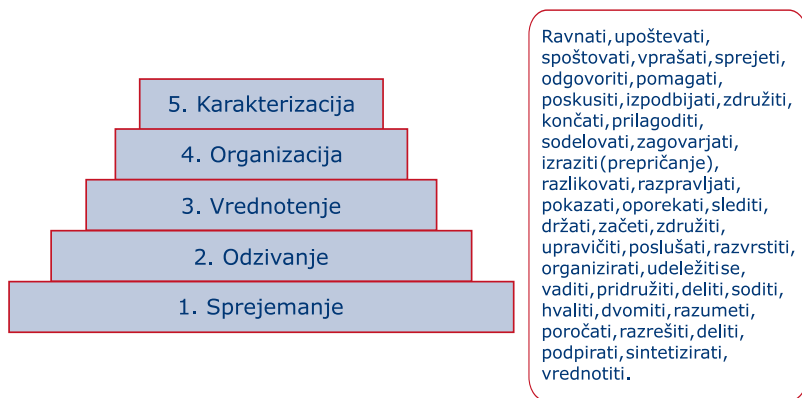 5. Karakterizacija
4. Organizacija
3. Vrednotenje
2. Odzivanje
1. Sprejemanje
Ravnati, upoštevati,
spoštovati, vprašati, sprejeti,
odgovoriti, pomagati,
poskusiti, izpodbijati, združiti,
končati, prilagoditi,
sodelovati, zagovarjati,
izraziti (prepričanje),
razlikovati, razpravljati,
pokazati, oporekati, slediti,
držati, začeti, združiti,
upravičiti, poslušati, razvrstiti,
organizirati, udeležitise,
vaditi, pridružiti, deliti, soditi,
hvaliti, dvomiti, razumeti,
poročati, razrešiti, deliti,
podpirati, sintetizirati,
vrednotiti.